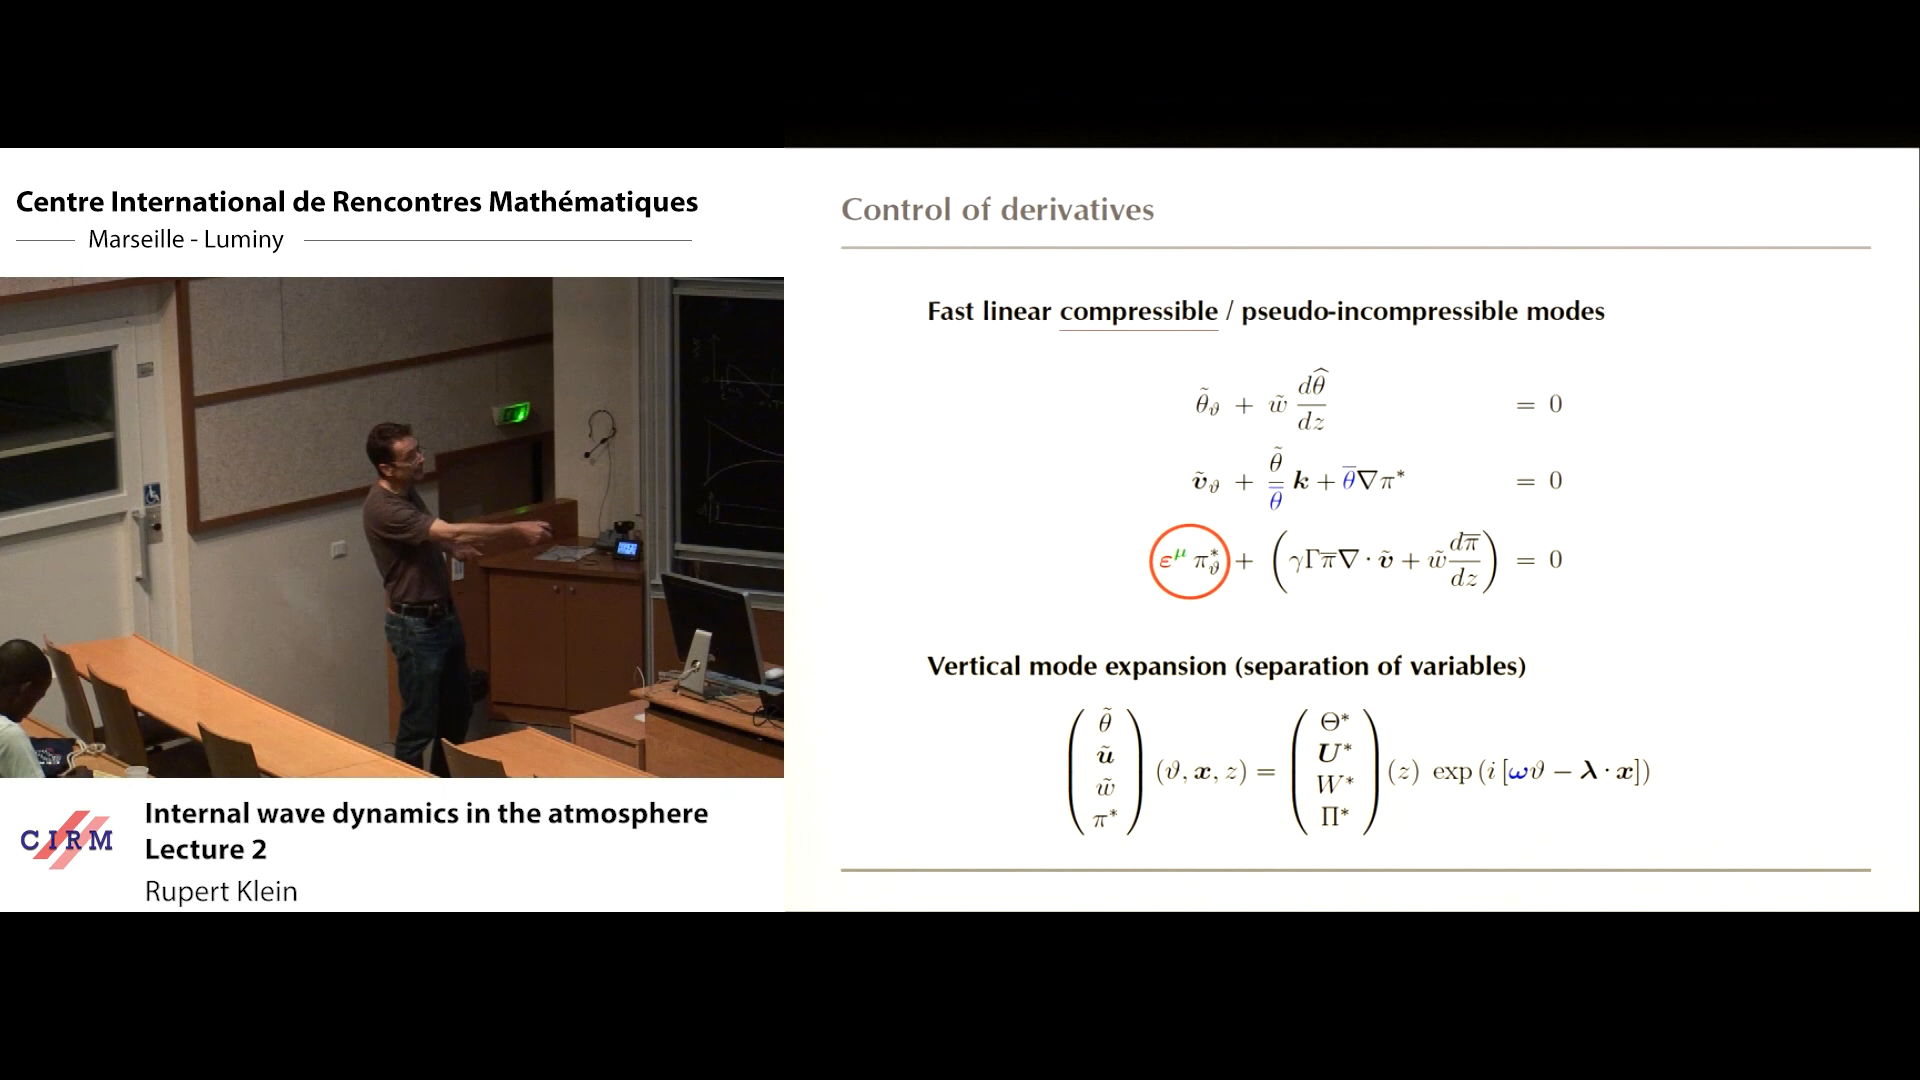 Centre International de Rencontres Mathématiques
Marseille - Luminy
CIRM
Internal wave dynamics in the atmosphere
Lecture 2
Rupert Klein
Control of derivatives
Fast linear compressible / pseudo-incompressible modes
θ̃_ϑ + w̃ dθ̂/dz = 0
ṽ_ϑ + θ̃/θ̅ k + θ̅∇π* = 0
ε^μ π*_ϑ + (γΓπ̅∇ · ṽ + w̃ dπ̅/dz) = 0
Vertical mode expansion (separation of variables)
(θ̃ ũ w̃ π*) (ϑ, x, z) = (Θ* U* W* Π*) (z) exp (i [ωϑ − λ · x])